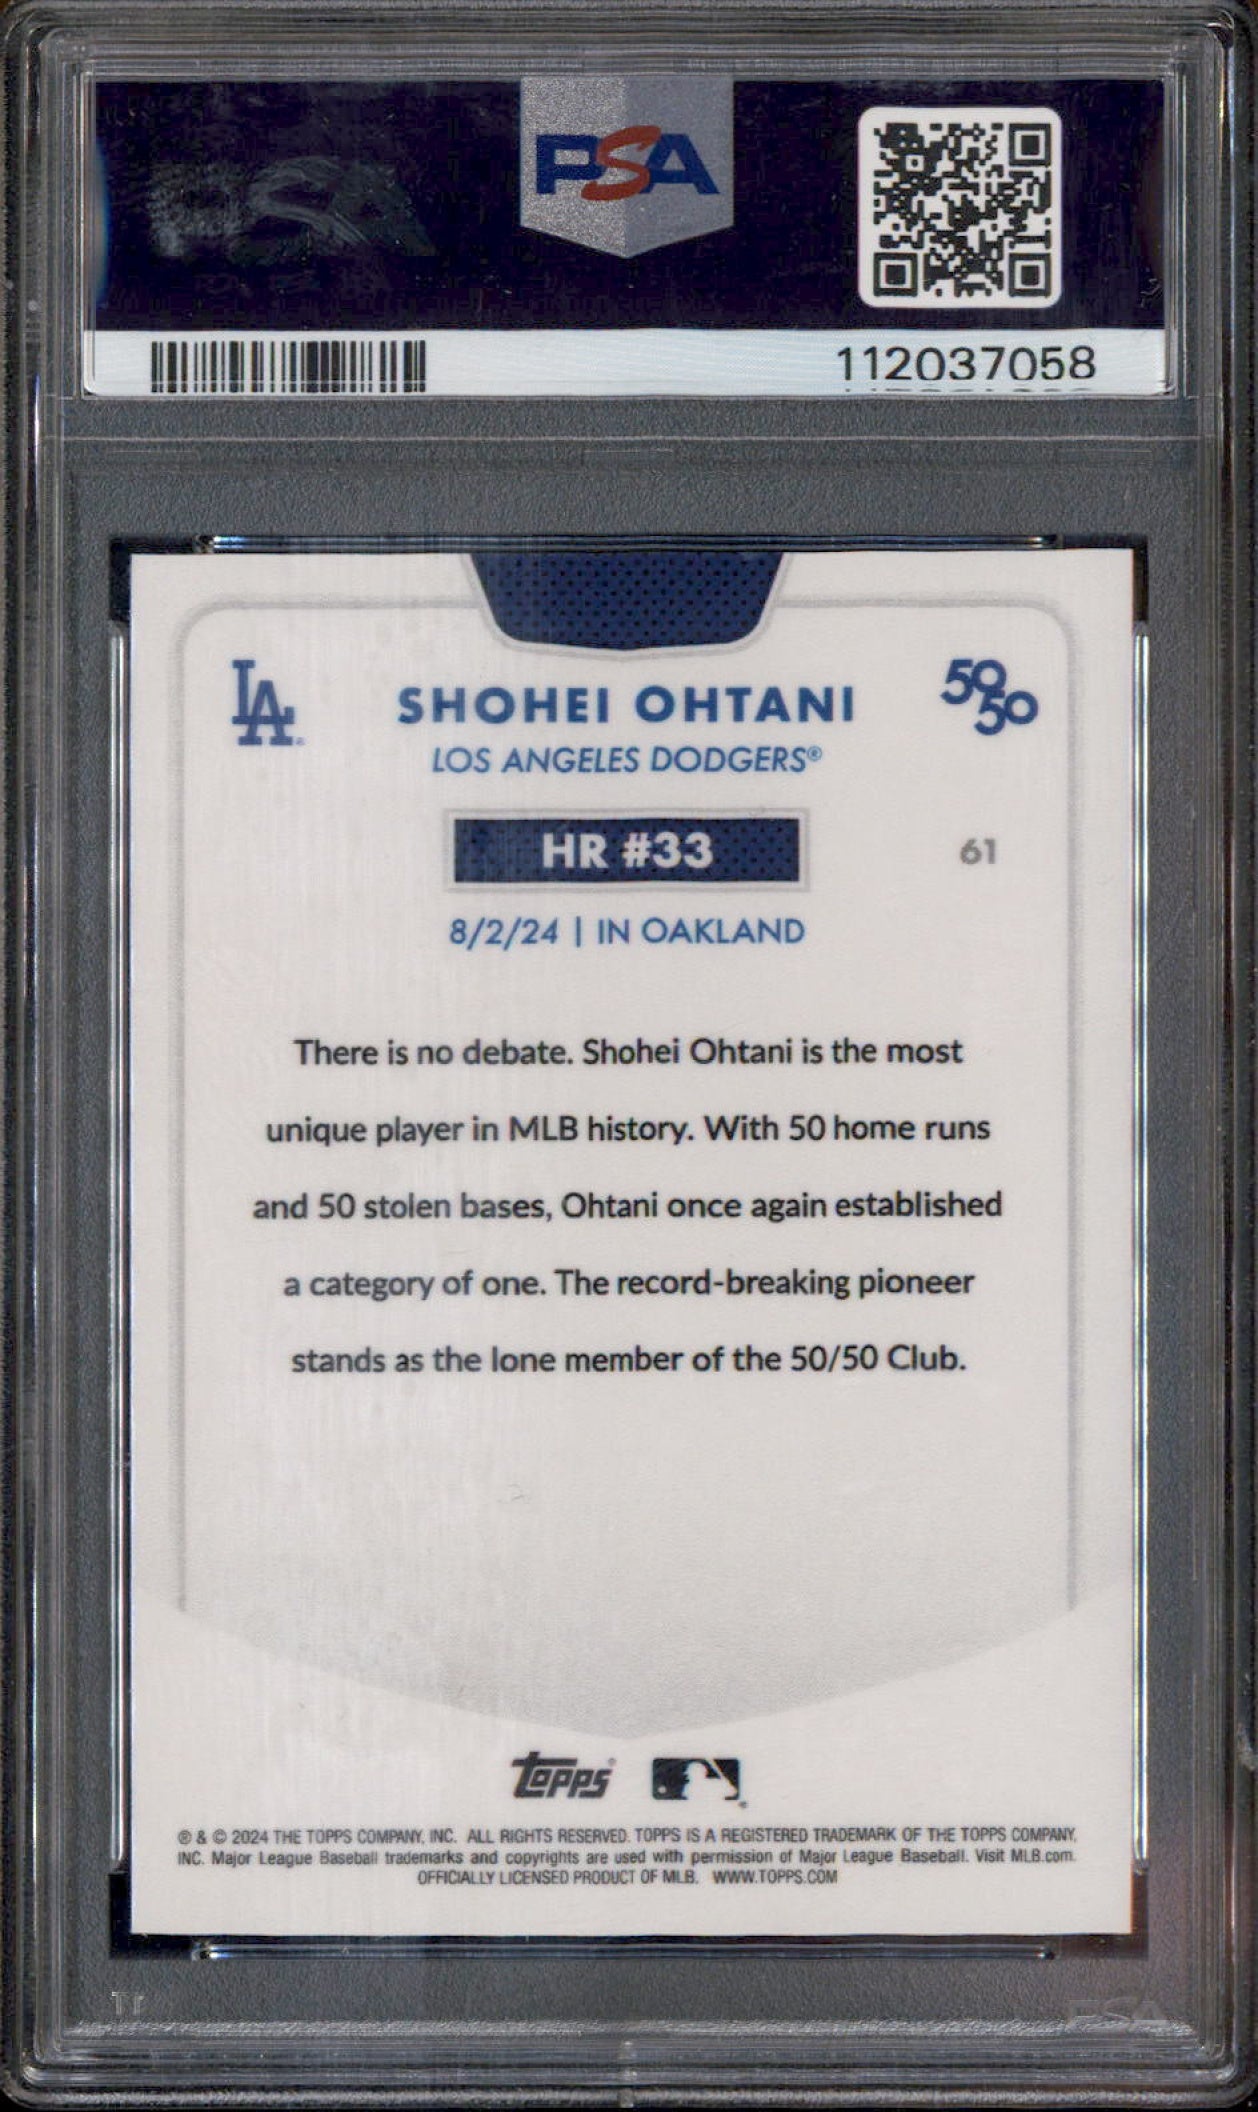 PSA
112037058
LA
SHOHEI OHTANI
50/50
LOS ANGELES DODGERS®
HR #33
61
8/2/24 | IN OAKLAND
There is no debate. Shohei Ohtani is the most
unique player in MLB history. With 50 home runs
and 50 stolen bases, Ohtani once again established
a category of one. The record-breaking pioneer
stands as the lone member of the 50/50 Club.
Topps
® & © 2024 THE TOPPS COMPANY, INC. ALL RIGHTS RESERVED. TOPPS IS A REGISTERED TRADEMARK OF THE TOPPS COMPANY,
INC. Major League Baseball trademarks and copyrights are used with permission of Major League Baseball. Visit MLB.com.
OFFICIALLY LICENSED PRODUCT OF MLB. WWW.TOPPS.COM
PSA